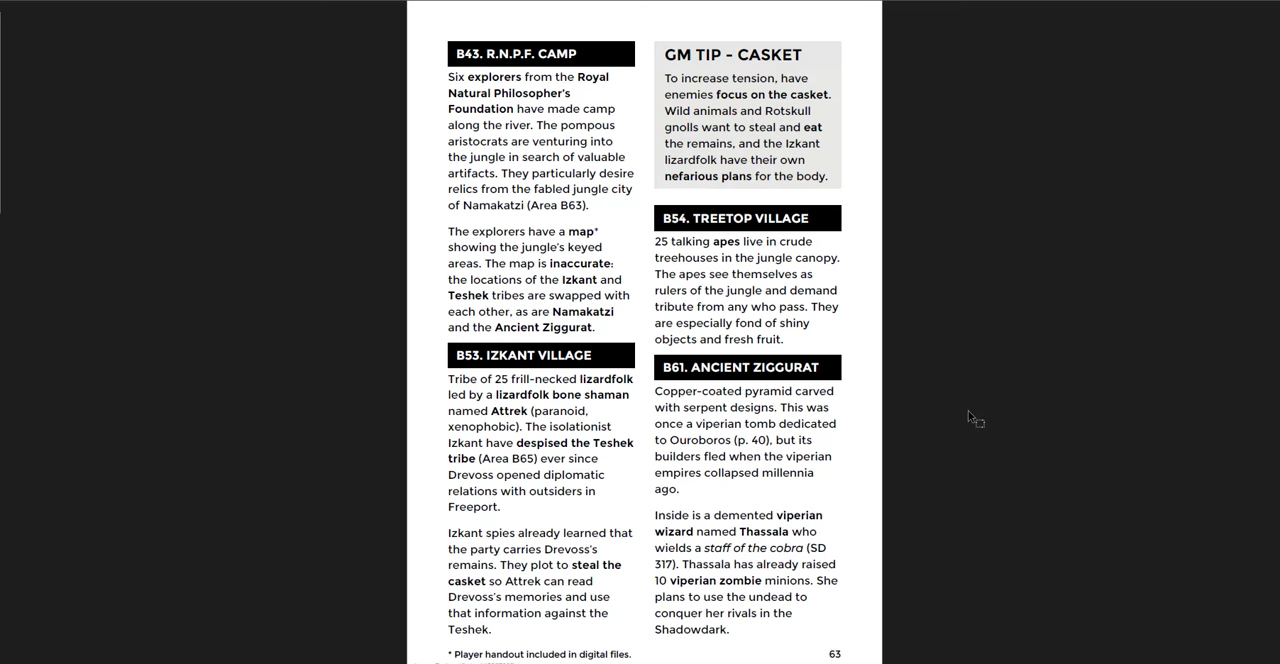 B43. R.N.P.F. CAMP
Six explorers from the Royal
Natural Philosopher's
Foundation have made camp
along the river. The pompous
aristocrats are venturing into
the jungle in search of valuable
artifacts. They particularly desire
relics from the fabled jungle city
of Namakatzi (Area B63).
The explorers have a map*
showing the jungle's keyed
areas. The map is inaccurate:
the locations of the Izkant and
Teshek tribes are swapped with
each other, as are Namakatzi
and the Ancient Ziggurat.
B53. IZKANT VILLAGE
Tribe of 25 frill-necked lizardfolk
led by a lizardfolk bone shaman
named Attrek (paranoid,
xenophobic). The isolationist
Izkant have despised the Teshek
tribe (Area B65) ever since
Drevoss opened diplomatic
relations with outsiders in
Freeport.
Izkant spies already learned that
the party carries Drevoss's
remains. They plot to steal the
casket so Attrek can read
Drevoss's memories and use
that information against the
Teshek.
* Player handout included in digital files.
GM TIP - CASKET
To increase tension, have
enemies focus on the casket.
Wild animals and Rotskull
gnolls want to steal and eat
the remains, and the Izkant
lizardfolk have their own
nefarious plans for the body.
B54. TREETOP VILLAGE
25 talking apes live in crude
treehouses in the jungle canopy.
The apes see themselves as
rulers of the jungle and demand
tribute from any who pass. They
are especially fond of shiny
objects and fresh fruit.
B61. ANCIENT ZIGGURAT
Copper-coated pyramid carved
with serpent designs. This was
once a viperian tomb dedicated
to Ouroboros (p. 40), but its
builders fled when the viperian
empires collapsed millennia
ago.
Inside is a demented viperian
wizard named Thassala who
wields a staff of the cobra (SD
317). Thassala has already raised
10 viperian zombie minions. She
plans to use the undead to
conquer her rivals in the
Shadowdark.
63